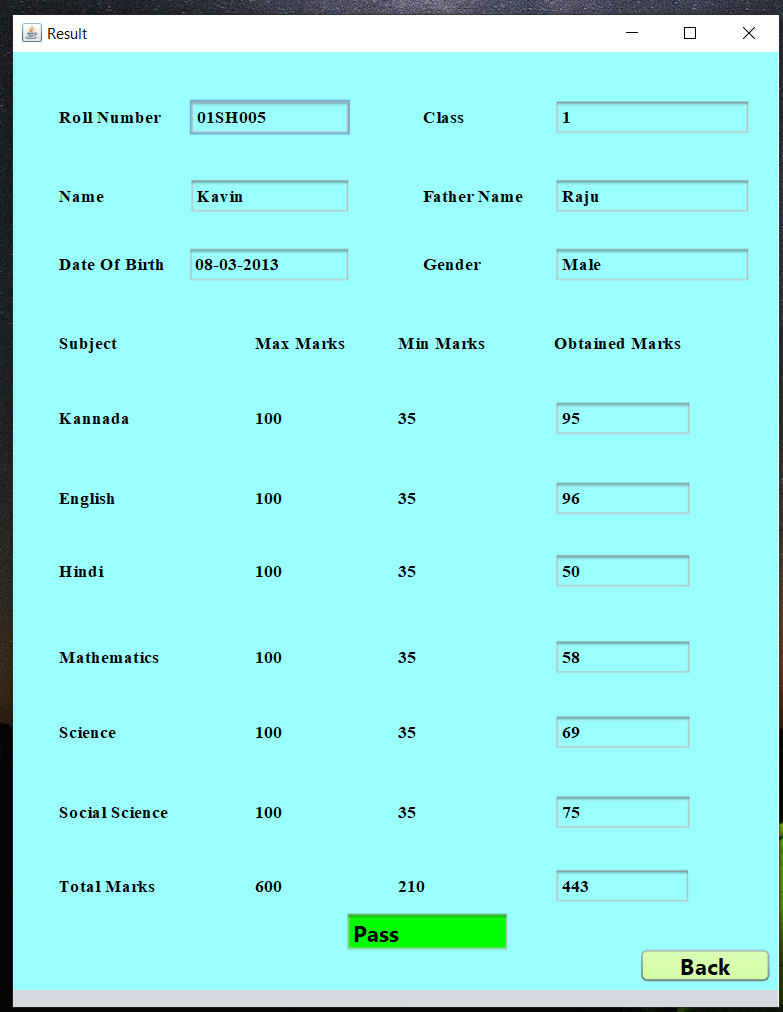 Result
Roll Number 01SH005 Class 1
Name Kavin Father Name Raju
Date Of Birth 08-03-2013 Gender Male
Subject Max Marks Min Marks Obtained Marks
Kannada 100 35 95
English 100 35 96
Hindi 100 35 50
Mathematics 100 35 58
Science 100 35 69
Social Science 100 35 75
Total Marks 600 210 443
Pass
Back